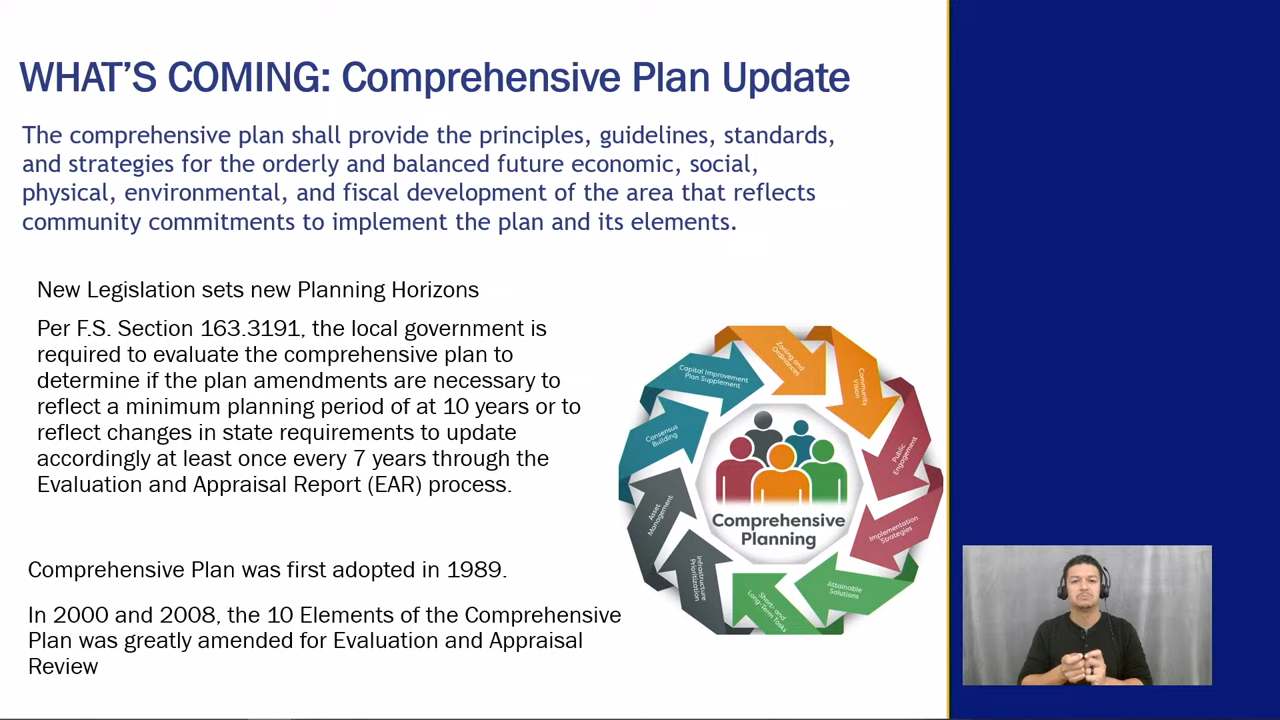 WHAT'S COMING: Comprehensive Plan Update
The comprehensive plan shall provide the principles, guidelines, standards,
and strategies for the orderly and balanced future economic, social,
physical, environmental, and fiscal development of the area that reflects
community commitments to implement the plan and its elements.
New Legislation sets new Planning Horizons
Per F.S. Section 163.3191, the local government is
required to evaluate the comprehensive plan to
determine if the plan amendments are necessary to
reflect a minimum planning period of at 10 years or to
reflect changes in state requirements to update
accordingly at least once every 7 years through the
Evaluation and Appraisal Report (EAR) process.
Comprehensive Plan was first adopted in 1989.
In 2000 and 2008, the 10 Elements of the Comprehensive
Plan was greatly amended for Evaluation and Appraisal
Review
Zoning and
Ordinances
Community
Vision
Public
Engagement
Implementation
Strategies
Attainable
Solutions
Short- and
Long-Term Tasks
Infrastructure
Prioritization
Asset
Management
Consensus
Building
Capital Improvement
Plan Supplement
Comprehensive
Planning